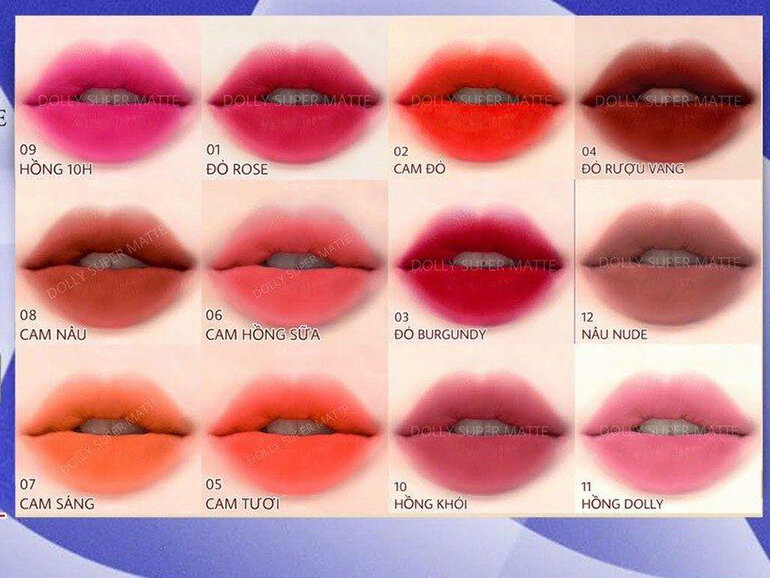 E
DOLLY SUPER MATTE
09
HỒNG 10H
DOLLY SUPER MATTE
01
ĐỎ ROSE
DOLLY SUPER MATTE
02
CAM ĐỎ
DOLLY SUPER MATTE
04
ĐỎ RƯỢU VANG
DOLLY SUPER MATTE
08
CAM NÂU
DOLLY SUPER MATTE
06
CAM HỒNG SỮA
DOLLY SUPER MATTE
03
ĐỎ BURGUNDY
DOLLY SUPER MATTE
12
NÂU NUDE
DOLLY SUPER MATTE
07
CAM SÁNG
DOLLY SUPER MATTE
05
CAM TƯƠI
DOLLY SUPER MATTE
10
HỒNG KHÓI
DOLLY SUPER MATTE
11
HỒNG DOLLY